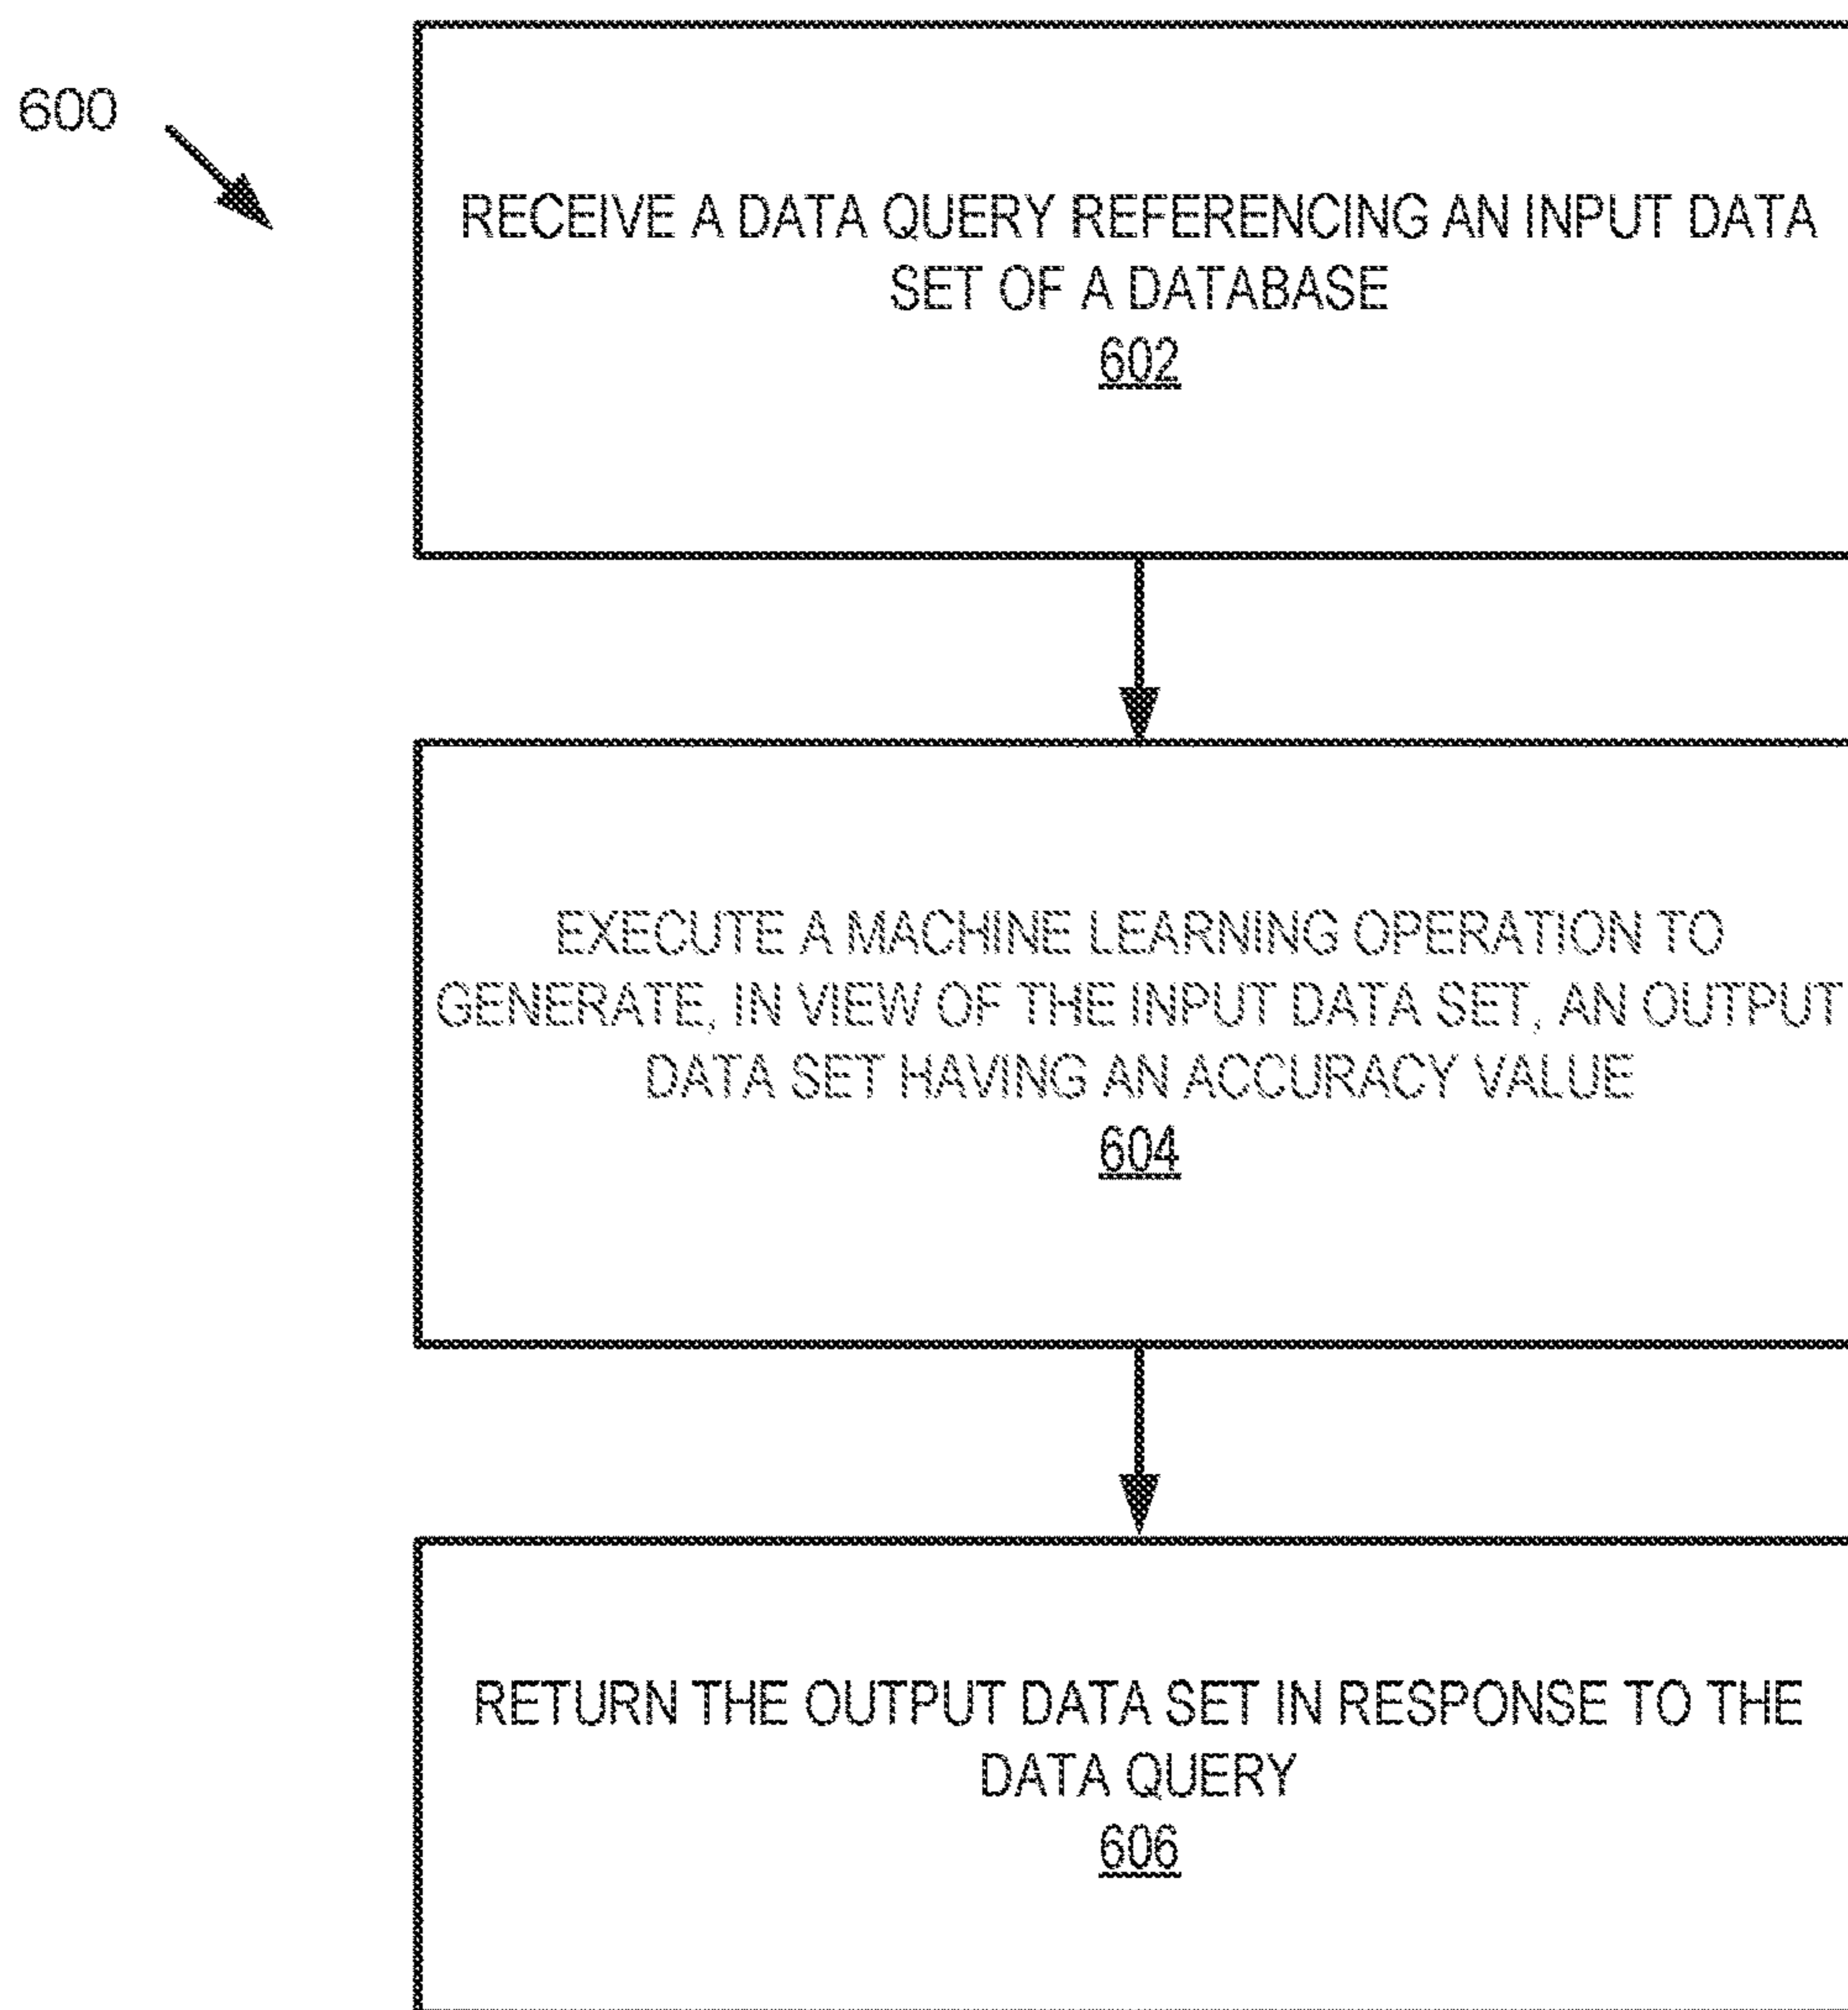 600
RECEIVE A DATA QUERY REFERENCING AN INPUT DATA
SET OF A DATABASE
602
EXECUTE A MACHINE LEARNING OPERATION TO
GENERATE, IN VIEW OF THE INPUT DATA SET, AN OUTPUT
DATA SET HAVING AN ACCURACY VALUE
604
RETURN THE OUTPUT DATA SET IN RESPONSE TO THE
DATA QUERY
606